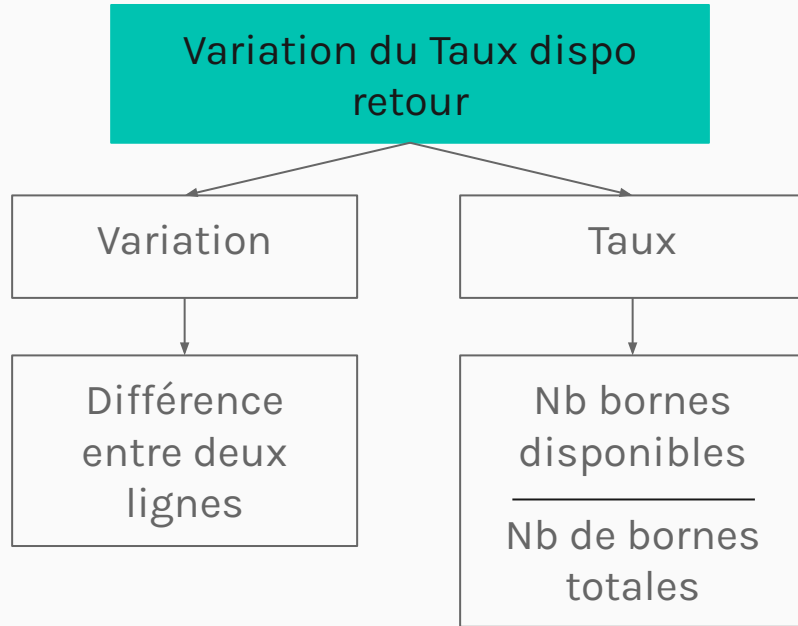 Variation du Taux dispo
retour
Variation
Taux
Différence
entre deux
lignes
Nb bornes
disponibles
Nb de bornes
totales